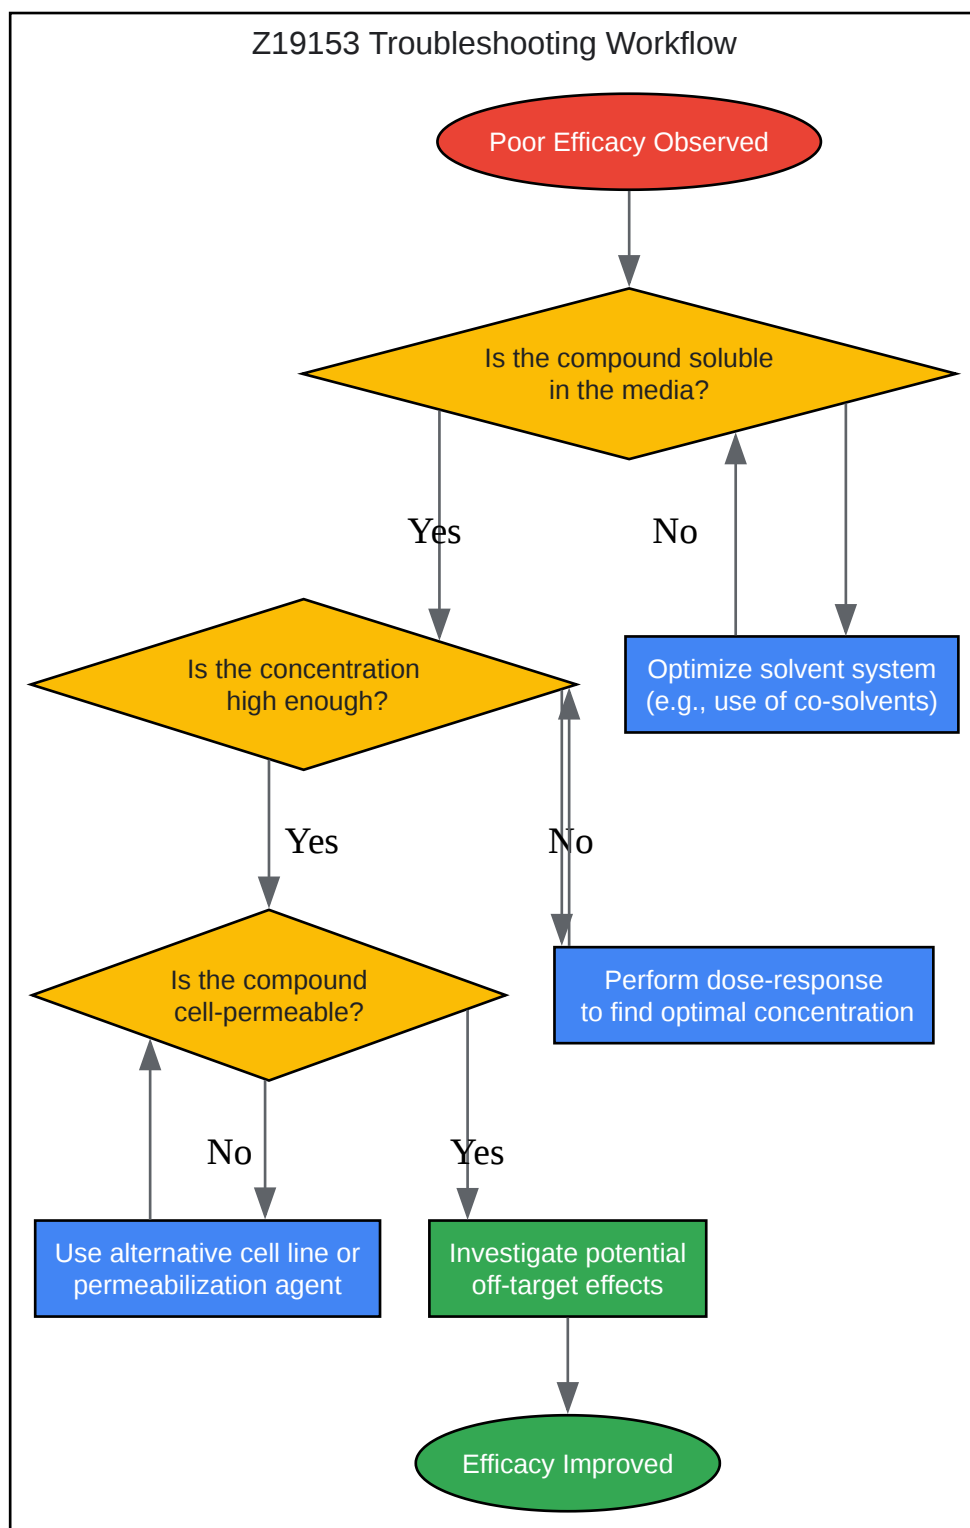 Z19153 Troubleshooting Workflow
Poor Efficacy Observed
Is the compound soluble
in the media?
Yes
No
Is the concentration
high enough?
Optimize solvent system
(e.g., use of co-solvents)
Yes
No
Is the compound
cell-permeable?
Perform dose-response
to find optimal concentration
No
Yes
Use alternative cell line or
permeabilization agent
Investigate potential
off-target effects
Efficacy Improved